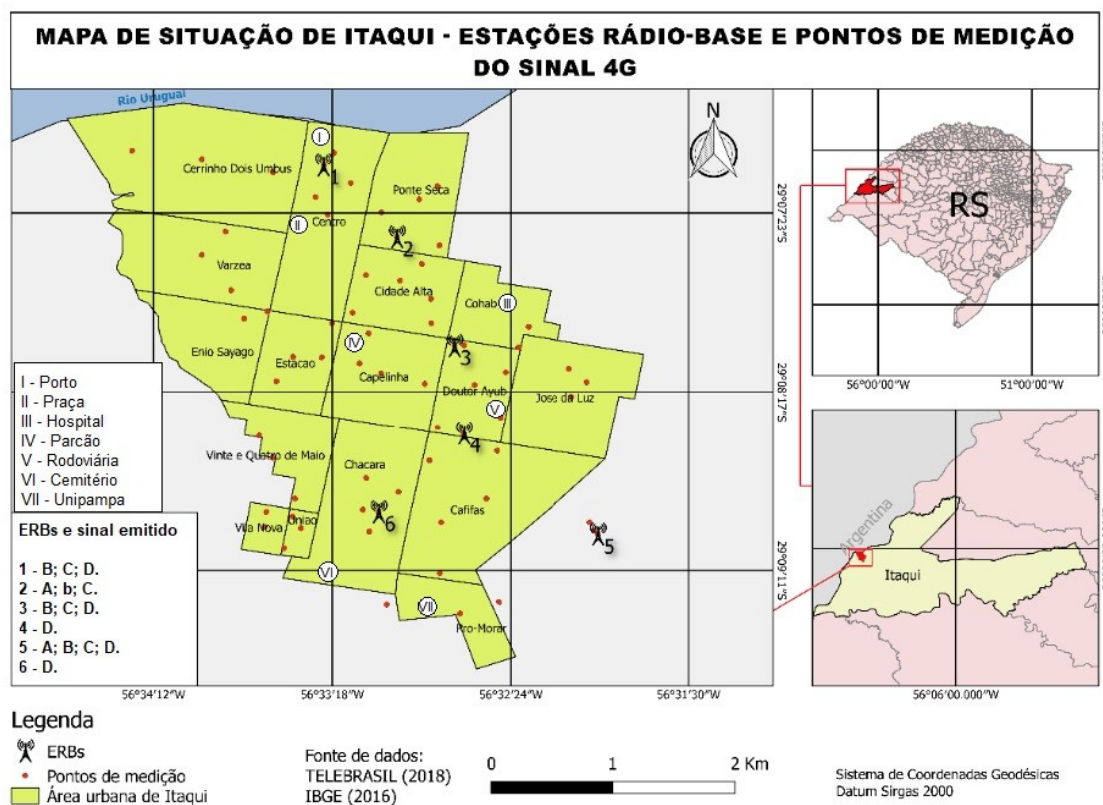 MAPA DE SITUAÇÃO DE ITAQUI - ESTAÇÕES RÁDIO-BASE E PONTOS DE MEDIÇÃO
DO SINAL 4G
Rio Uruguai
N
I
Cerrinho Dois Umbus
1
Ponte Seca
II
Centro
2
Varzea
Cidade Alta
Cohab
III
Enio Sayago
IV
3
Estacao
Capelinha
Doutor Ayub
Jose da Luz
V
4
Vinte e Quatro de Maio
Chacara
Cafifas
Vila Nova
Uniao
6
5
VI
VII
Pro-Morar
I - Porto
II - Praça
III - Hospital
IV - Parcão
V - Rodoviária
VI - Cemitério
VII - Unipampa
ERBs e sinal emitido
1 - B; C; D.
2 - A; b; C.
3 - B; C; D.
4 - D.
5 - A; B; C; D.
6 - D.
56°34'12"W
56°33'18"W
56°32'24"W
56°31'30"W
29°07'23"S
29°08'17"S
29°09'11"S
RS
56°00'00"W
51°00'00"W
Argentina
Itaqui
56°06'00.000"W
Legenda
ERBs
Pontos de medição
Área urbana de Itaqui
Fonte de dados:
TELEBRASIL (2018)
IBGE (2016)
0 1 2 Km
Sistema de Coordenadas Geodésicas
Datum Sirgas 2000